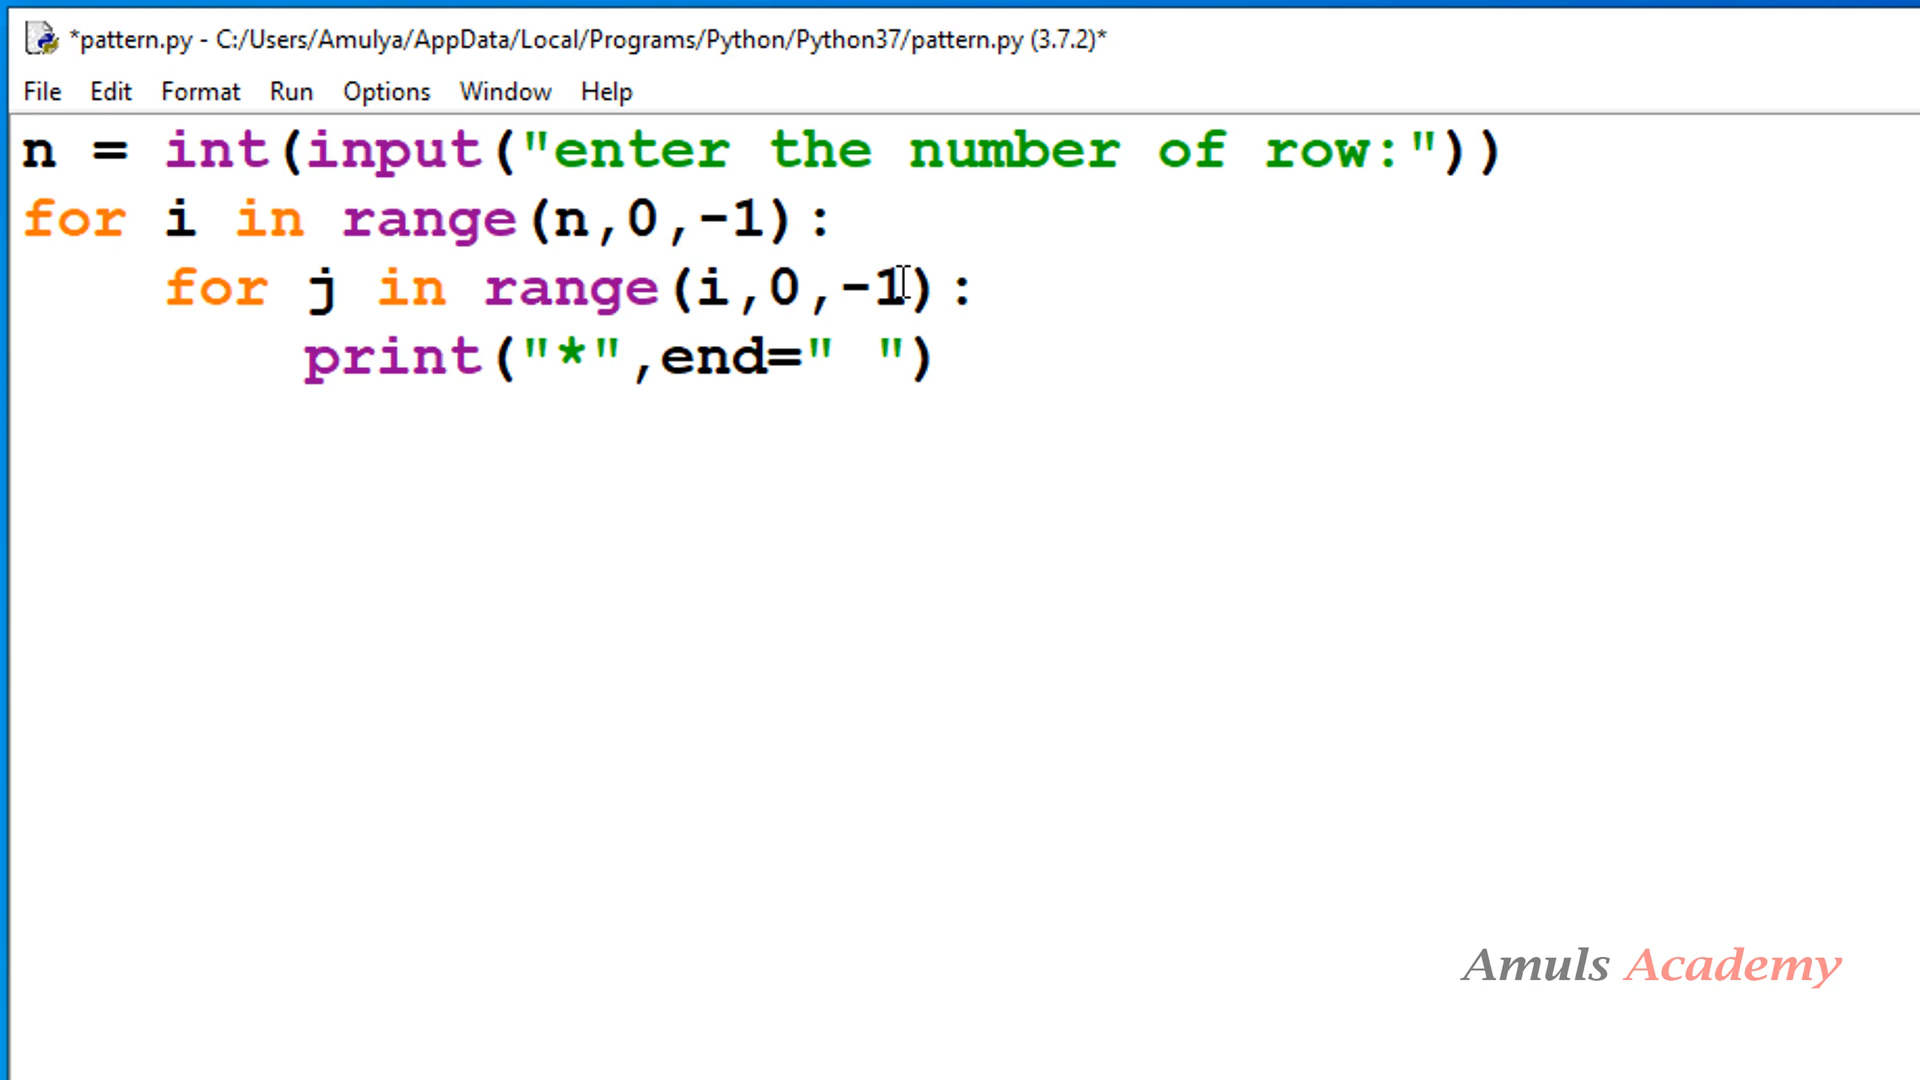 *pattern.py - C:/Users/Amulya/AppData/Local/Programs/Python/Python37/pattern.py (3.7.2)*
File Edit Format Run Options Window Help
n = int(input("enter the number of row:"))
for i in range(n,0,-1):
    for j in range(i,0,-1):
        print("*",end=" ")
Amuls Academy